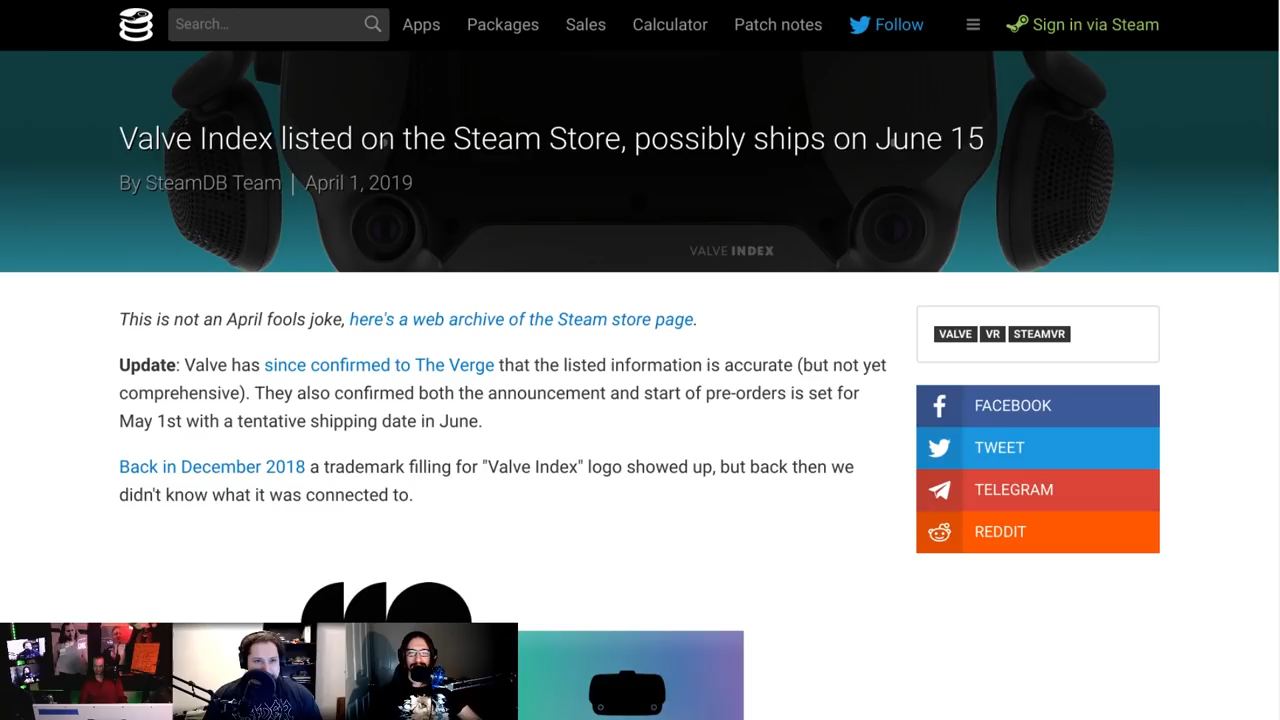 Search...
Apps
Packages
Sales
Calculator
Patch notes
Follow
Sign in via Steam
Valve Index listed on the Steam Store, possibly ships on June 15
By SteamDB Team | April 1, 2019
VALVE INDEX
This is not an April fools joke, here's a web archive of the Steam store page.
Update: Valve has since confirmed to The Verge that the listed information is accurate (but not yet
comprehensive). They also confirmed both the announcement and start of pre-orders is set for
May 1st with a tentative shipping date in June.
Back in December 2018 a trademark filling for "Valve Index" logo showed up, but back then we
didn't know what it was connected to.
VALVE
VR
STEAMVR
FACEBOOK
TWEET
TELEGRAM
REDDIT